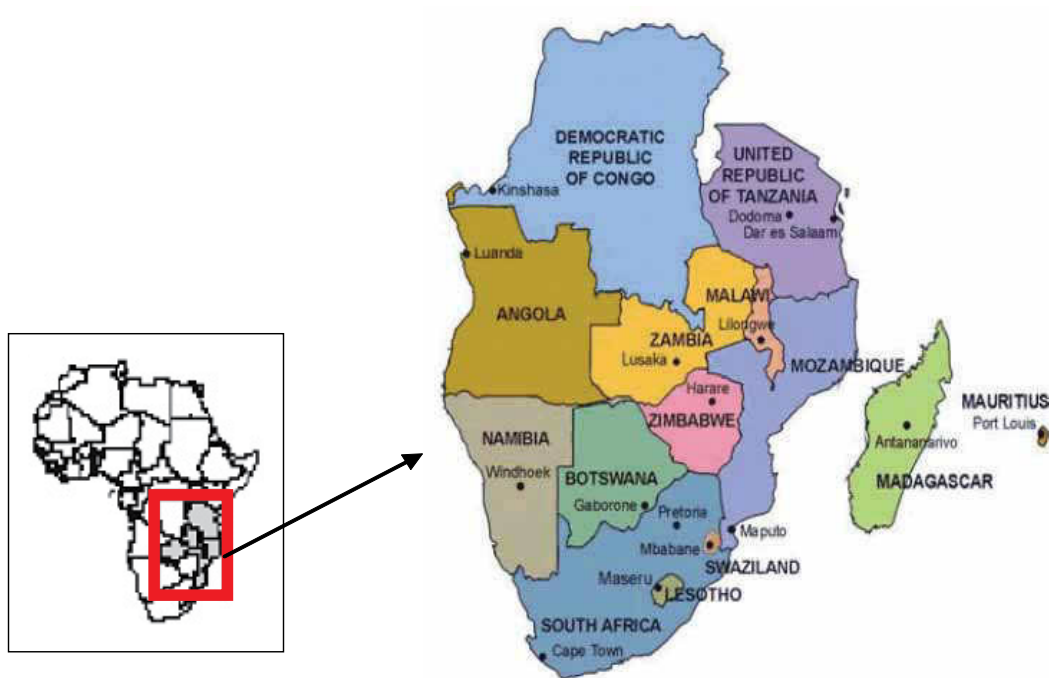 DEMOCRATIC
REPUBLIC
OF CONGO
Kinshasa
UNITED
REPUBLIC
OF TANZANIA
Dodoma
Dar es Salaam
Luanda
ANGOLA
MALAWI
Lilongwe
ZAMBIA
Lusaka
MOZAMBIQUE
Harare
ZIMBABWE
MAURITIUS
Port Louis
Antananarivo
MADAGASCAR
NAMIBIA
Windhoek
BOTSWANA
Gaborone
Pretoria
Maputo
Mbabane
SWAZILAND
Maseru
LESOTHO
SOUTH AFRICA
Cape Town